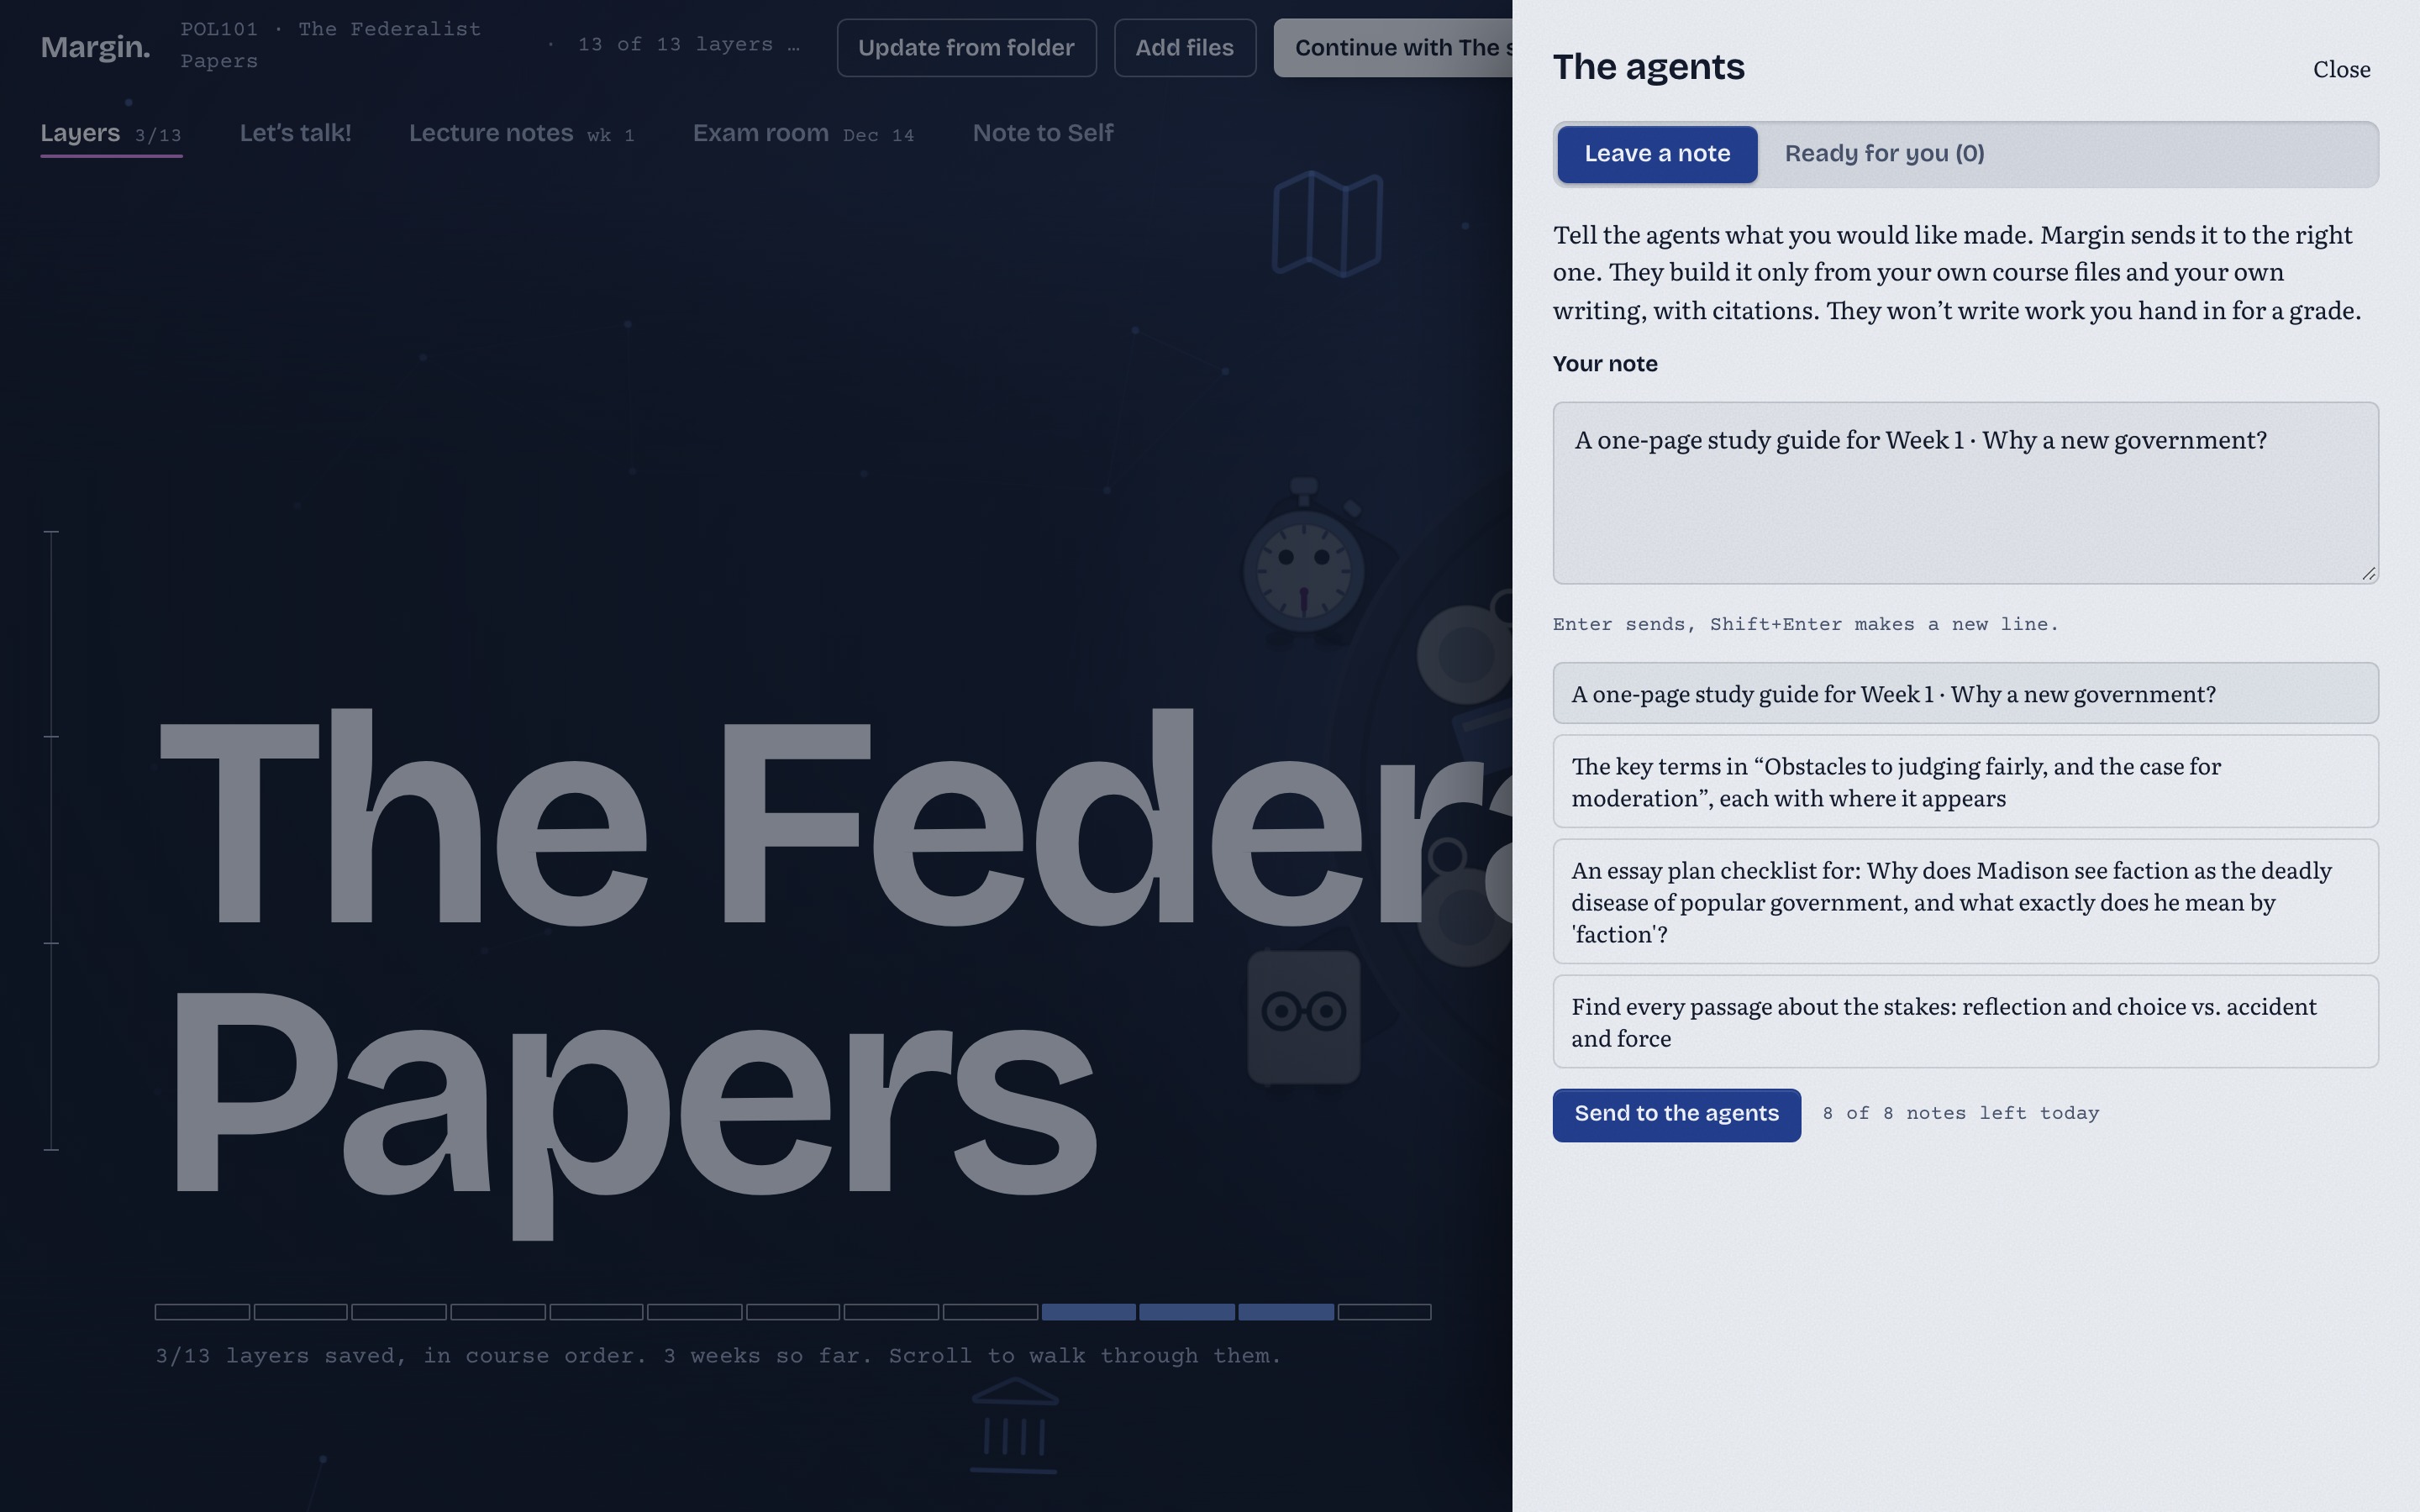 Margin.
POL101 · The Federalist
Papers
· 13 of 13 layers …
Update from folder
Add files
Continue with The s
Layers 3/13
Let’s talk!
Lecture notes wk 1
Exam room Dec 14
Note to Self
The Federa
Papers
3/13 layers saved, in course order. 3 weeks so far. Scroll to walk through them.
The agents
Close
Leave a note
Ready for you (0)
Tell the agents what you would like made. Margin sends it to the right
one. They build it only from your own course files and your own
writing, with citations. They won’t write work you hand in for a grade.
Your note
A one-page study guide for Week 1 · Why a new government?
Enter sends, Shift+Enter makes a new line.
A one-page study guide for Week 1 · Why a new government?
The key terms in “Obstacles to judging fairly, and the case for
moderation”, each with where it appears
An essay plan checklist for: Why does Madison see faction as the deadly
disease of popular government, and what exactly does he mean by
'faction'?
Find every passage about the stakes: reflection and choice vs. accident
and force
Send to the agents
8 of 8 notes left today